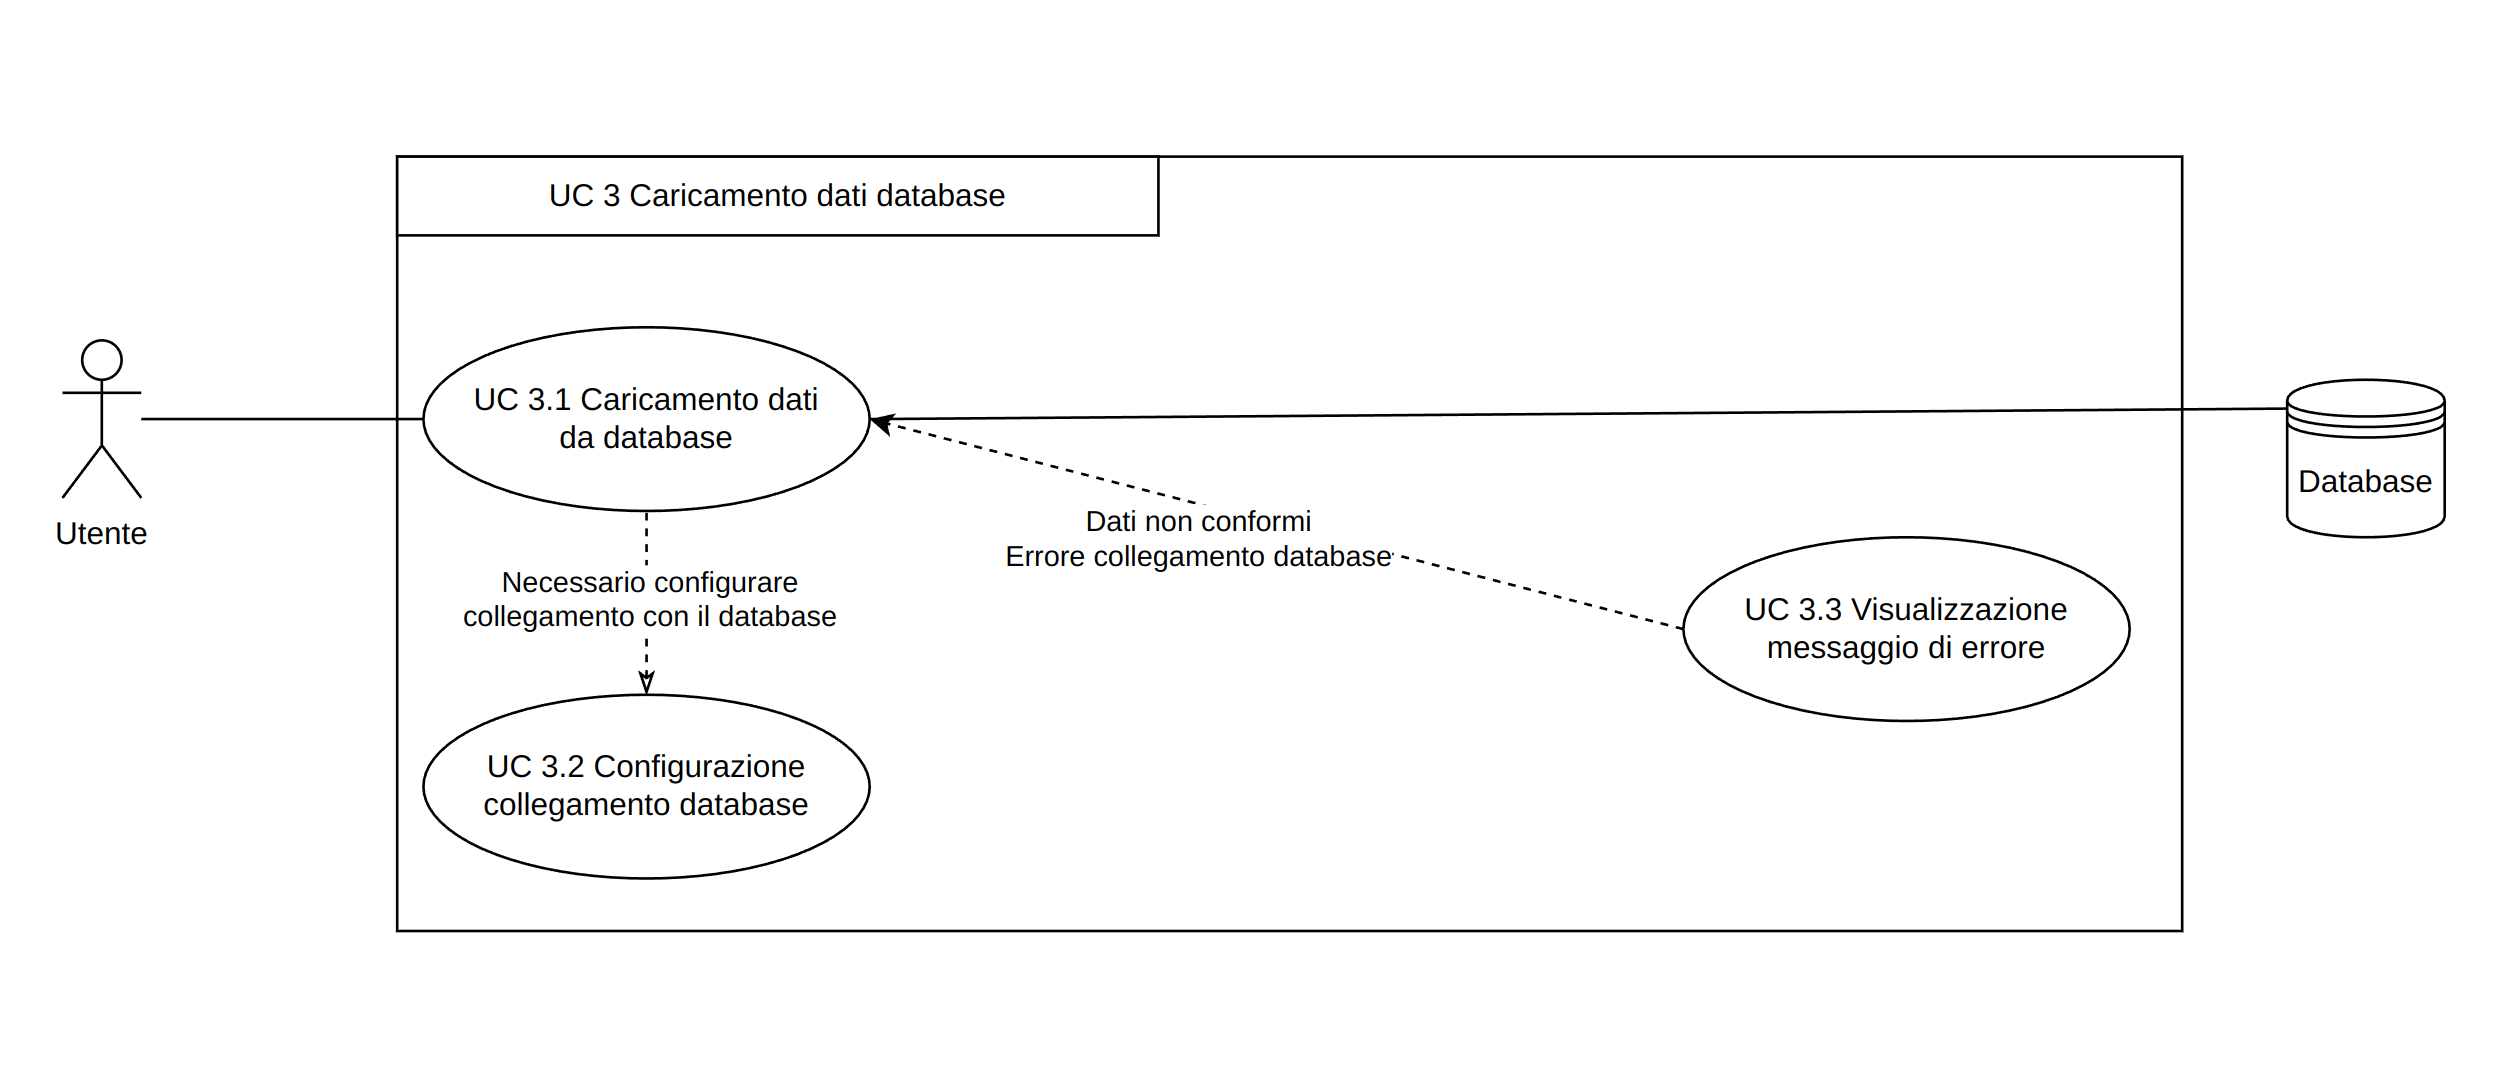 UC 3 Caricamento dati database
UC 3.1 Caricamento dati
da database
Utente
Database
Dati non conformi
Errore collegamento database
Necessario configurare
collegamento con il database
UC 3.3 Visualizzazione
messaggio di errore
UC 3.2 Configurazione
collegamento database